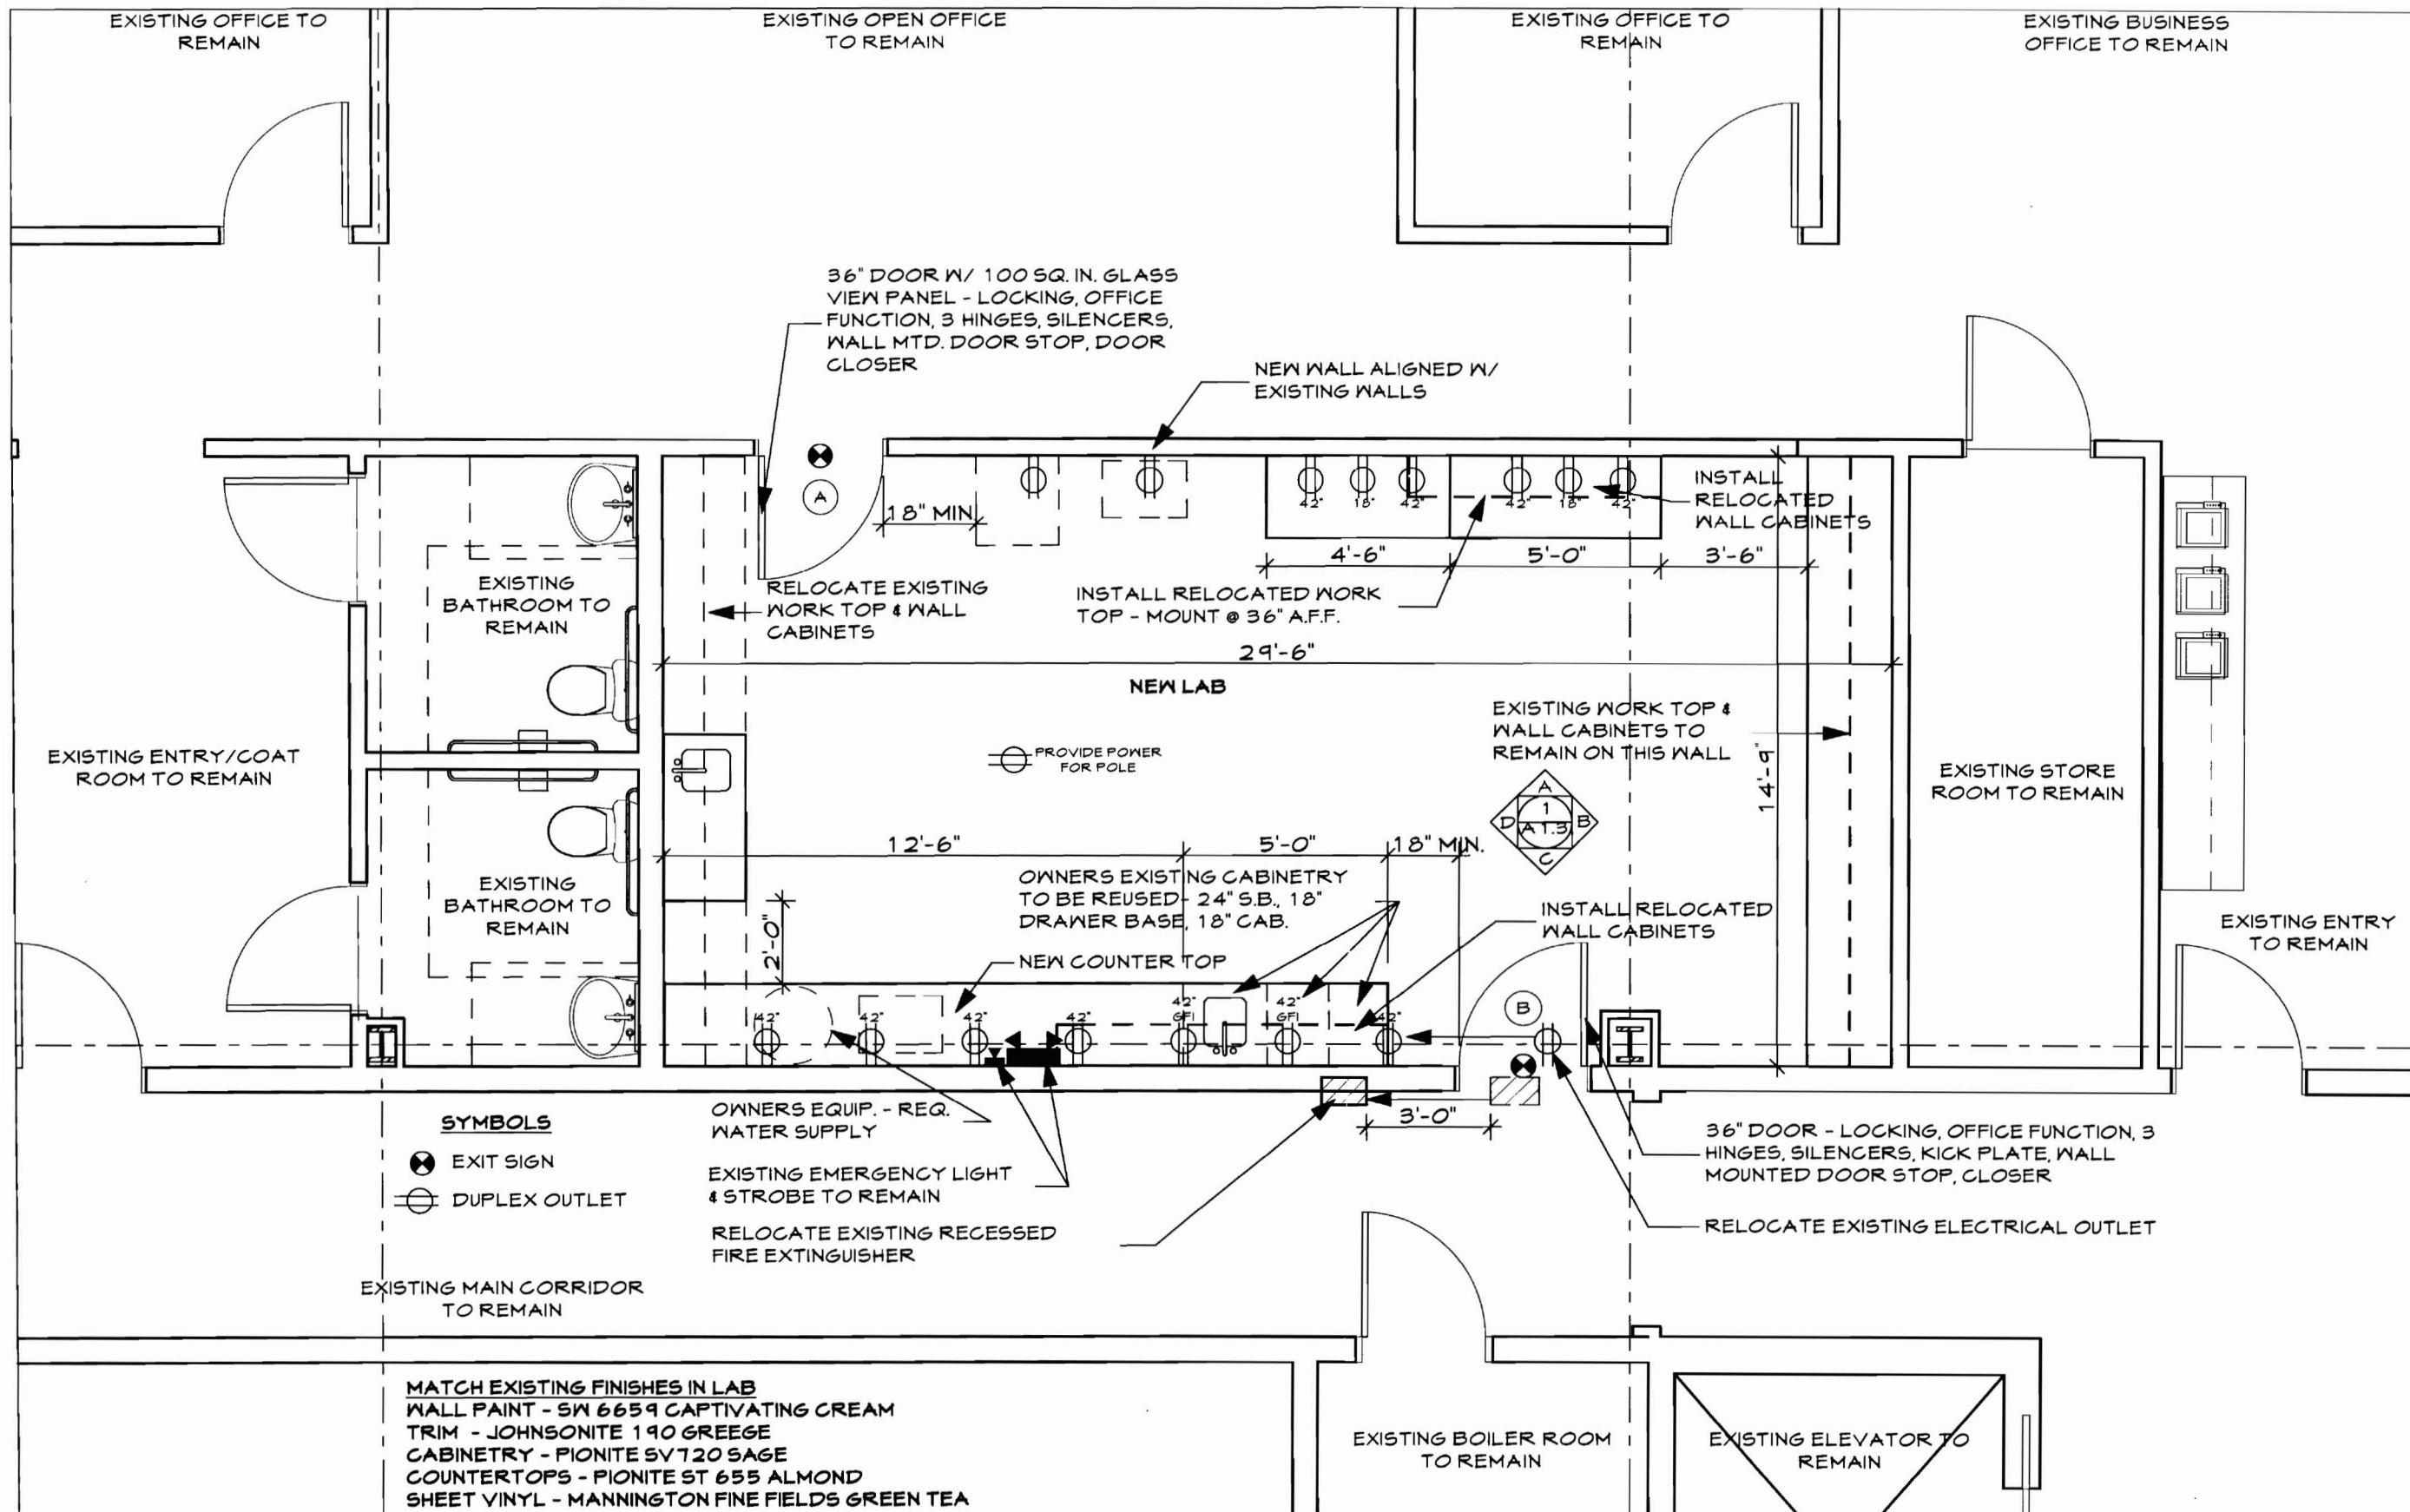 EXISTING OFFICE TO
REMAIN
EXISTING OPEN OFFICE
TO REMAIN
EXISTING OFFICE TO
REMAIN
EXISTING BUSINESS
OFFICE TO REMAIN
36" DOOR W/ 100 SQ. IN. GLASS
VIEW PANEL - LOCKING, OFFICE
FUNCTION, 3 HINGES, SILENCERS,
WALL MTD. DOOR STOP, DOOR
CLOSER
NEW WALL ALIGNED W/
EXISTING WALLS
A
18" MIN.
42" 18" 42" 42" 18" 42"
INSTALL
RELOCATED
WALL CABINETS
4'-6" 5'-0" 3'-6"
EXISTING
BATHROOM TO
REMAIN
RELOCATE EXISTING
WORK TOP & WALL
CABINETS
INSTALL RELOCATED WORK
TOP - MOUNT @ 36" A.F.F.
29'-6"
NEW LAB
EXISTING WORK TOP &
WALL CABINETS TO
REMAIN ON THIS WALL
14'-9"
EXISTING ENTRY/COAT
ROOM TO REMAIN
PROVIDE POWER
FOR POLE
EXISTING STORE
ROOM TO REMAIN
A
1
D A1.3 B
C
12'-6" 5'-0" 18" MIN.
EXISTING
BATHROOM TO
REMAIN
OWNERS EXISTING CABINETRY
TO BE REUSED - 24" S.B., 18"
DRAWER BASE, 18" CAB.
2'-0"
INSTALL RELOCATED
WALL CABINETS
EXISTING ENTRY
TO REMAIN
NEW COUNTER TOP
42" 42" 42" 42" 42" 42" 42"
GFI GFI
B
SYMBOLS
EXIT SIGN
DUPLEX OUTLET
OWNERS EQUIP. - REQ.
WATER SUPPLY
EXISTING EMERGENCY LIGHT
& STROBE TO REMAIN
RELOCATE EXISTING RECESSED
FIRE EXTINGUISHER
3'-0"
36" DOOR - LOCKING, OFFICE FUNCTION, 3
HINGES, SILENCERS, KICK PLATE, WALL
MOUNTED DOOR STOP, CLOSER
RELOCATE EXISTING ELECTRICAL OUTLET
EXISTING MAIN CORRIDOR
TO REMAIN
MATCH EXISTING FINISHES IN LAB
WALL PAINT - SW 6659 CAPTIVATING CREAM
TRIM - JOHNSONITE 190 GREEGE
CABINETRY - PIONITE SV720 SAGE
COUNTERTOPS - PIONITE ST 655 ALMOND
SHEET VINYL - MANNINGTON FINE FIELDS GREEN TEA
EXISTING BOILER ROOM
TO REMAIN
EXISTING ELEVATOR TO
REMAIN